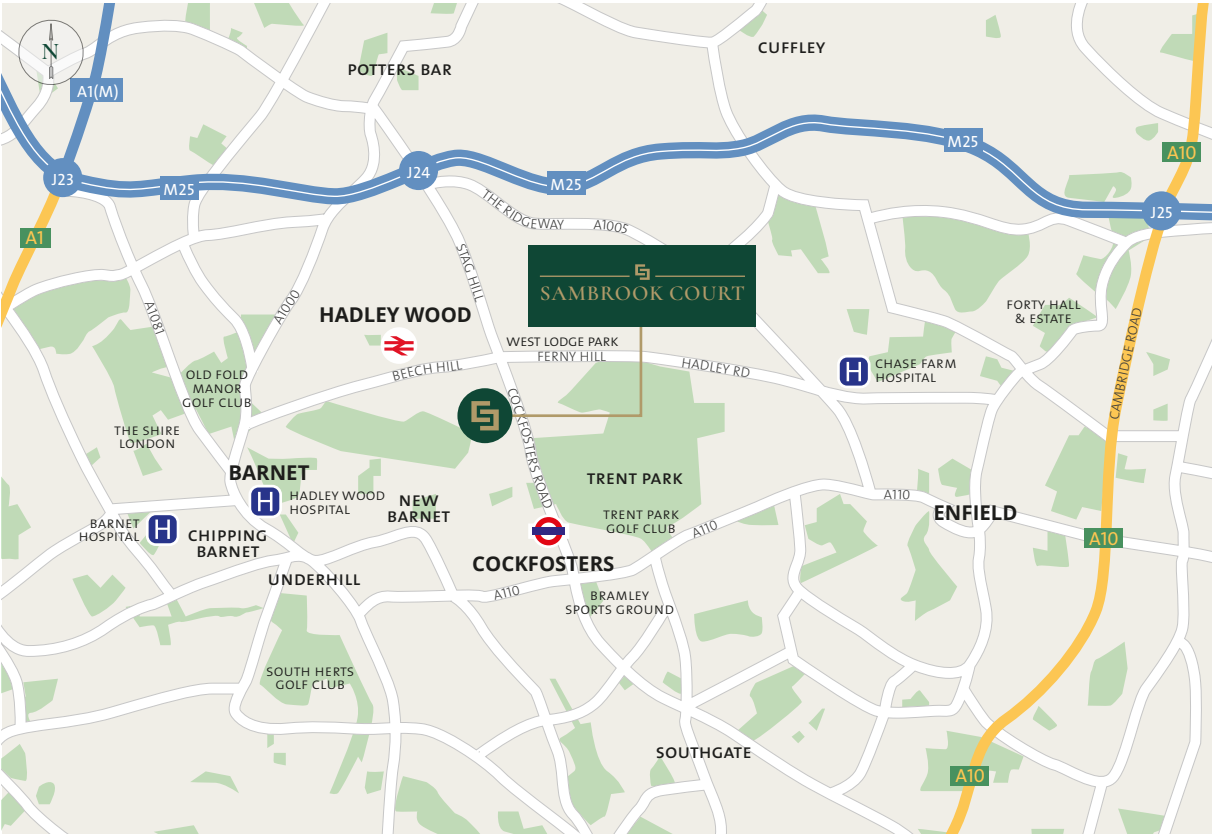 N
CUFFLEY
POTTERS BAR
A1(M)
M25
A10
J24
J23
M25
M25
THE RIDGEWAY
A1005
J25
A1
STAG HILL
SAMBROOK COURT
A1081
A1000
HADLEY WOOD
FORTY HALL
& ESTATE
WEST LODGE PARK
FERNY HILL
BEECH HILL
HADLEY RD
CHASE FARM
HOSPITAL
H
CAMBRIDGE ROAD
OLD FOLD
MANOR
GOLF CLUB
COCKFOSTERS ROAD
THE SHIRE
LONDON
BARNET
TRENT PARK
H
HADLEY WOOD
HOSPITAL
NEW
BARNET
A110
ENFIELD
BARNET
HOSPITAL
H
CHIPPING
BARNET
TRENT PARK
GOLF CLUB
A110
A10
COCKFOSTERS
UNDERHILL
A110
BRAMLEY
SPORTS GROUND
SOUTH HERTS
GOLF CLUB
SOUTHGATE
A10